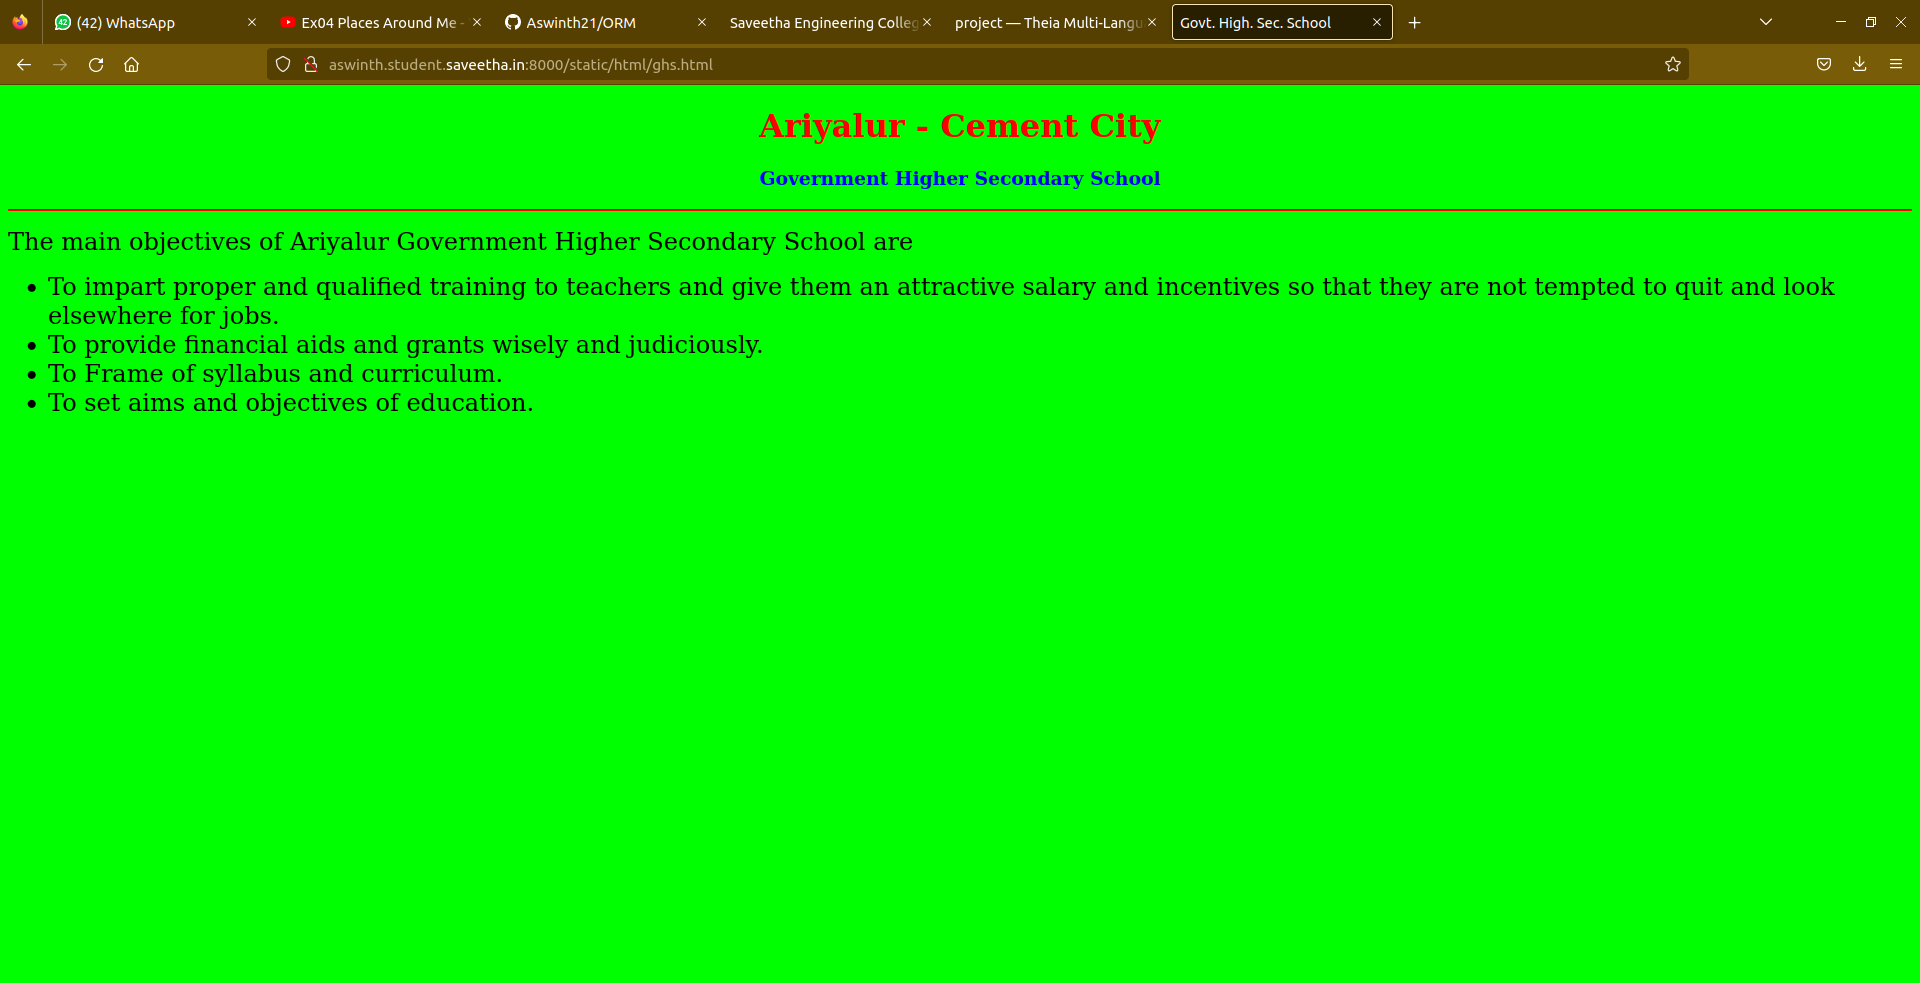 (42) WhatsApp
Ex04 Places Around Me -
Aswinth21/ORM
Saveetha Engineering Colleg
project — Theia Multi-Langu
Govt. High. Sec. School
aswinth.student.saveetha.in:8000/static/html/ghs.html
Ariyalur - Cement City
Government Higher Secondary School
The main objectives of Ariyalur Government Higher Secondary School are
• To impart proper and qualified training to teachers and give them an attractive salary and incentives so that they are not tempted to quit and look
elsewhere for jobs.
• To provide financial aids and grants wisely and judiciously.
• To Frame of syllabus and curriculum.
• To set aims and objectives of education.